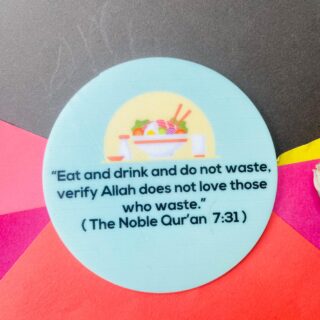 “Eat and drink and do not waste,
verify Allah does not love those
who waste.”
( The Noble Qur’an 7:31 )